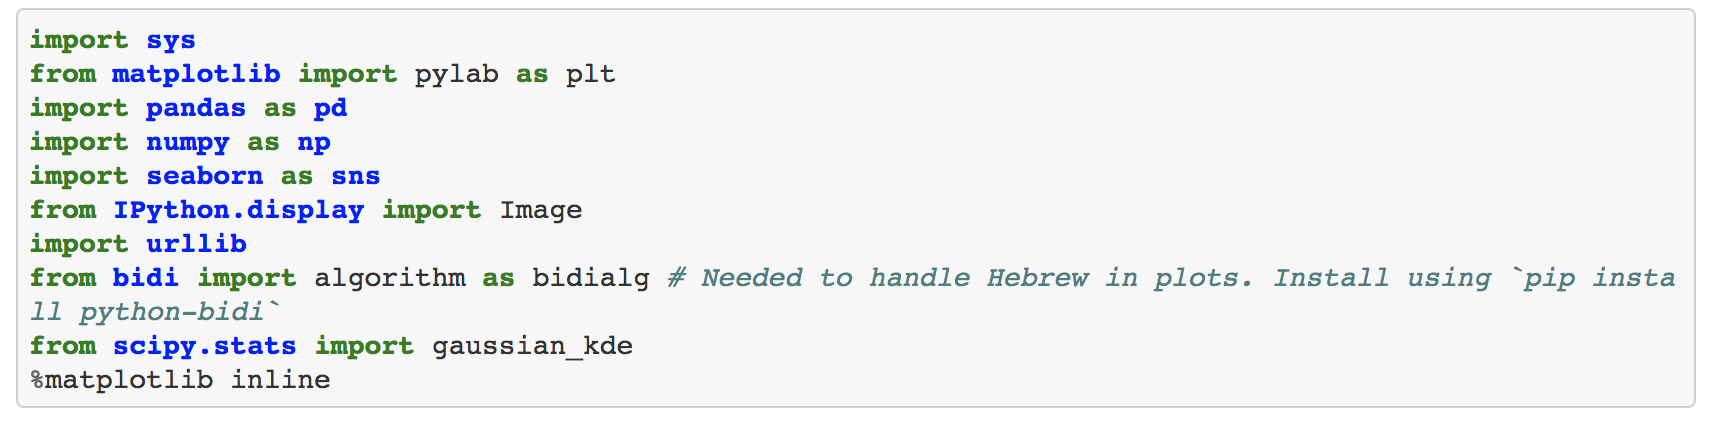 import sys
from matplotlib import pylab as plt
import pandas as pd
import numpy as np
import seaborn as sns
from IPython.display import Image
import urllib
from bidi import algorithm as bidialg # Needed to handle Hebrew in plots. Install using `pip insta
ll python-bidi`
from scipy.stats import gaussian_kde
%matplotlib inline